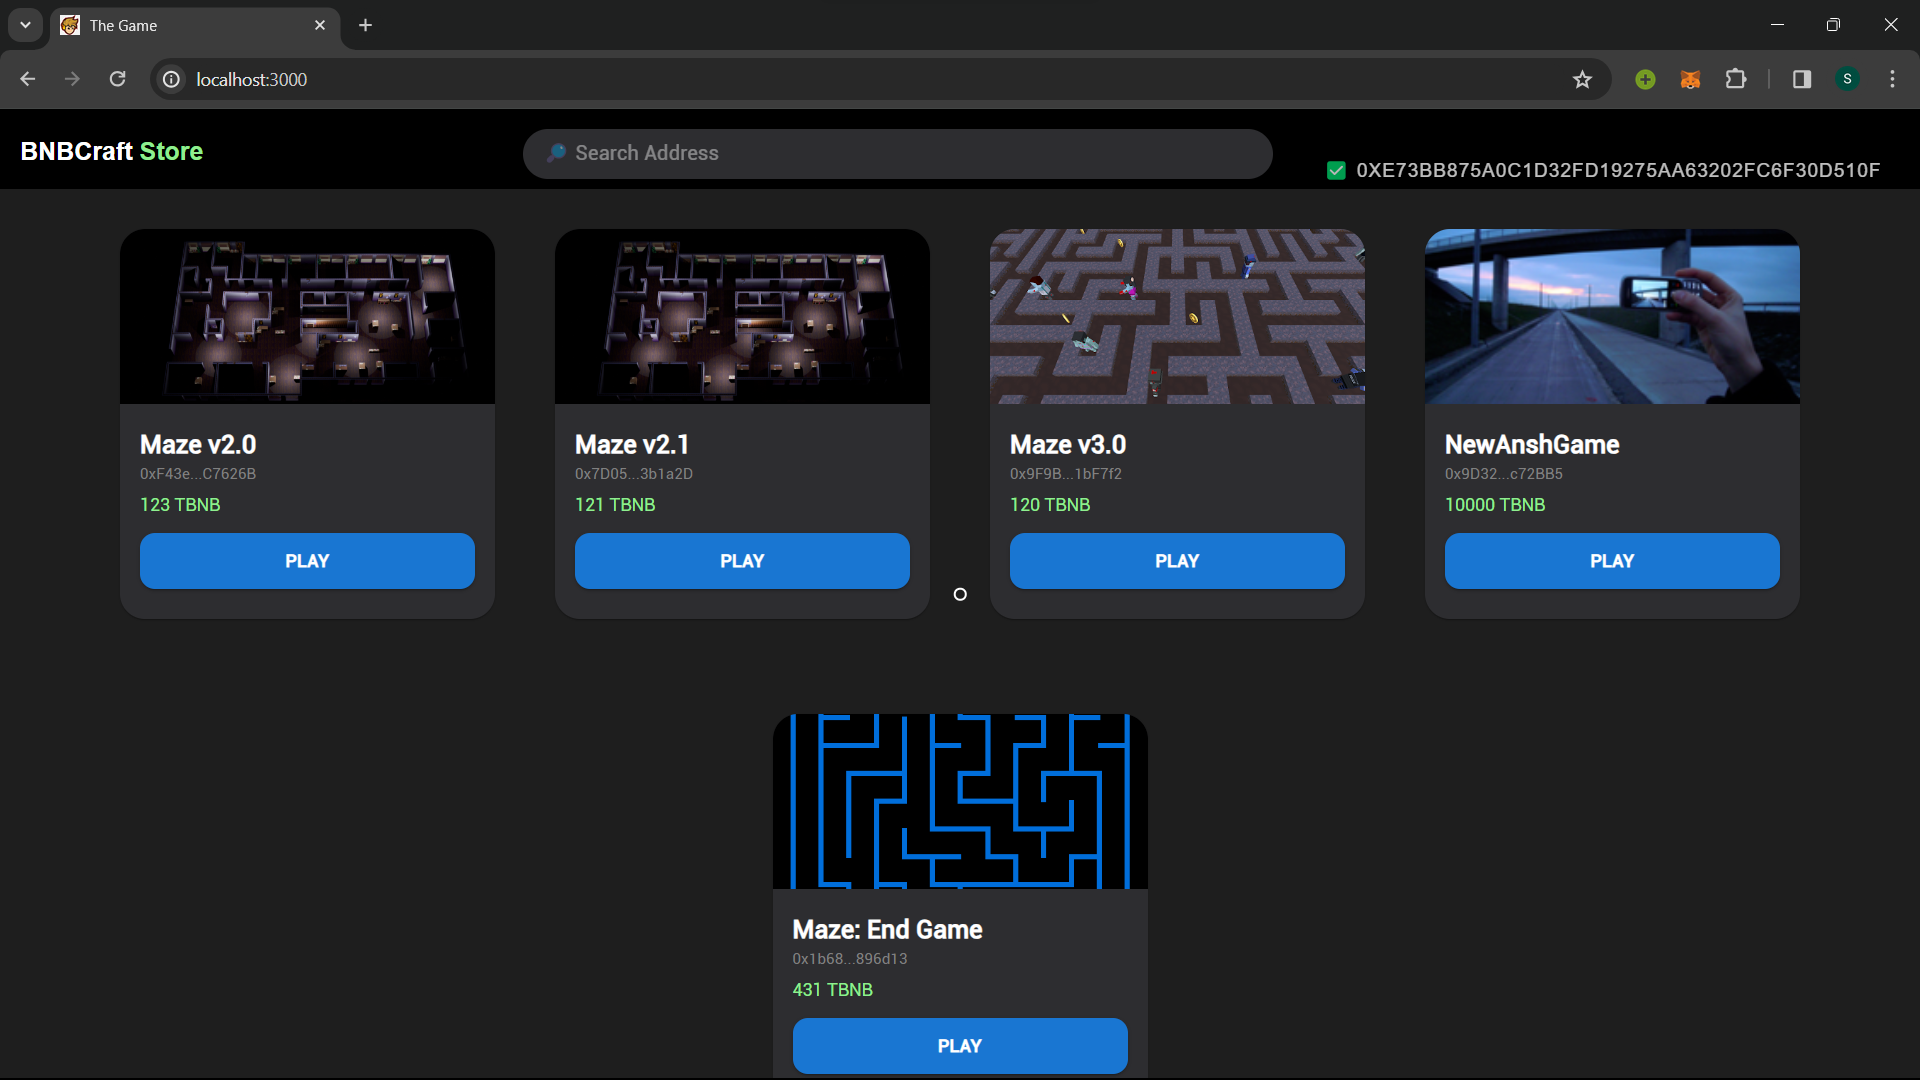 The Game
localhost:3000
S
BNBCraft Store
Search Address
0XE73BB875A0C1D32FD19275AA63202FC6F30D510F
Maze v2.0
0xF43e...C7626B
123 TBNB
PLAY
Maze v2.1
0x7D05...3b1a2D
121 TBNB
PLAY
Maze v3.0
0x9F9B...1bF7f2
120 TBNB
PLAY
NewAnshGame
0x9D32...c72BB5
10000 TBNB
PLAY
Maze: End Game
0x1b68...896d13
431 TBNB
PLAY